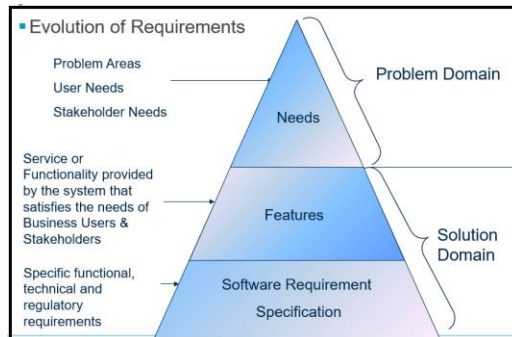 Evolution of Requirements
Problem Areas
User Needs
Stakeholder Needs
Needs
Problem Domain
Service or
Functionality provided
by the system that
satisfies the needs of
Business Users &
Stakeholders
Features
Solution
Domain
Specific functional,
technical and
regulatory
requirements
Software Requirement
Specification